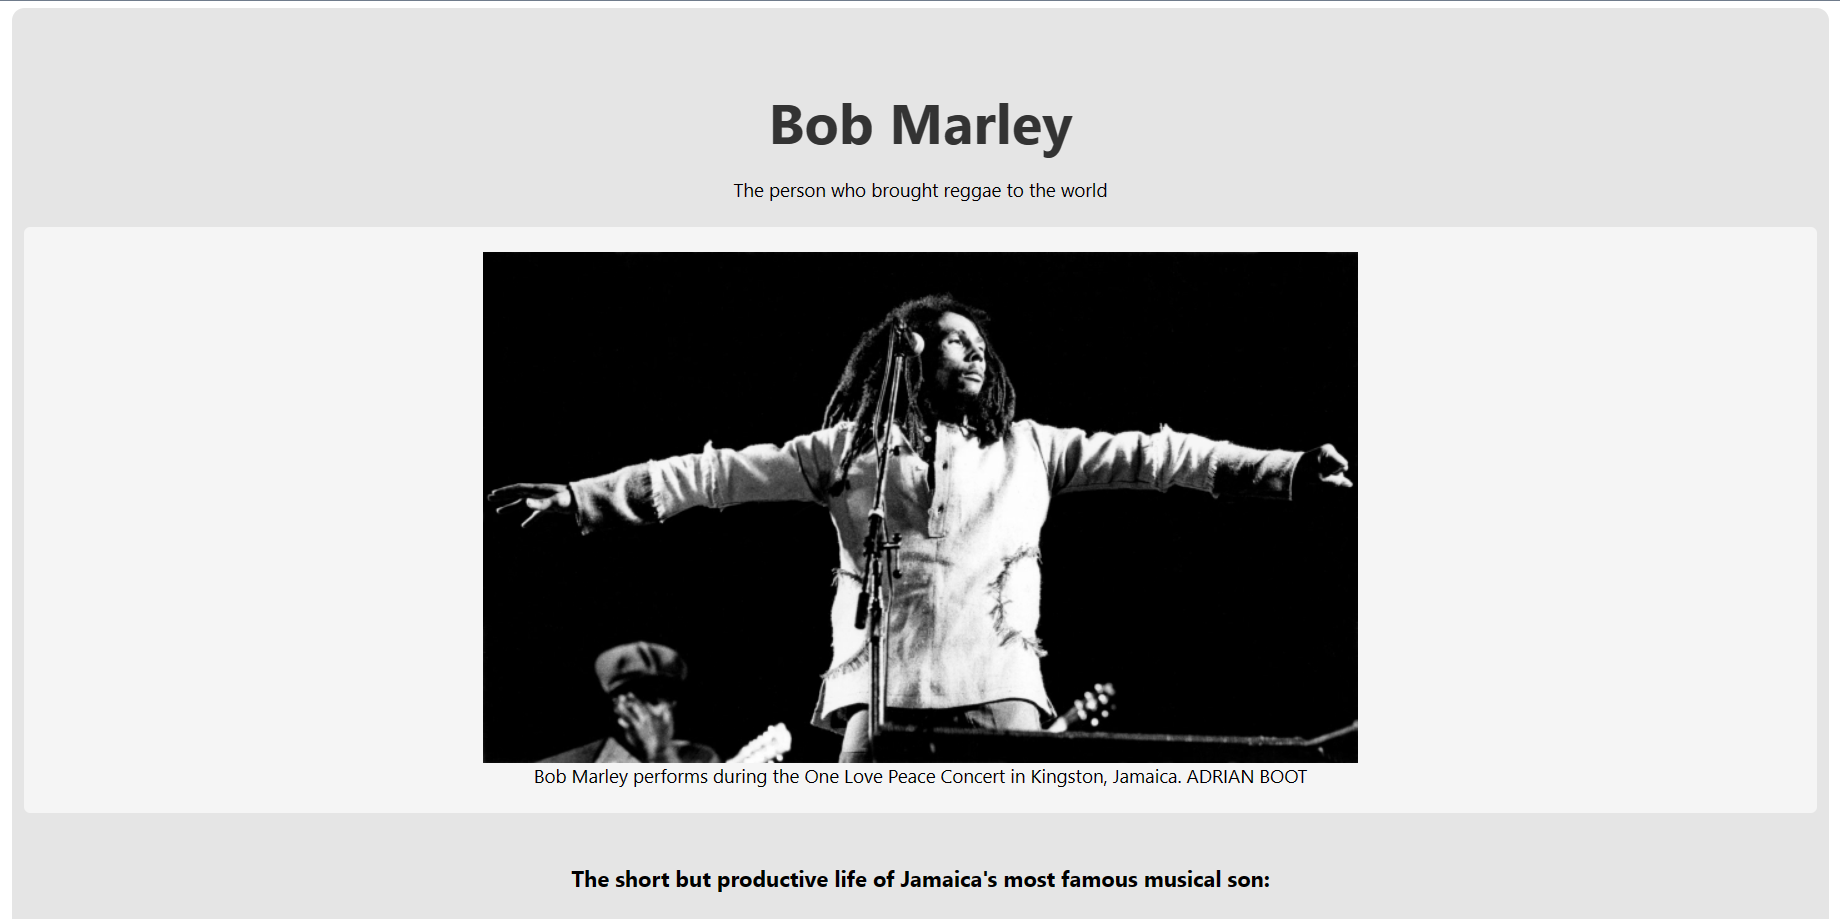 Bob Marley
The person who brought reggae to the world
Bob Marley performs during the One Love Peace Concert in Kingston, Jamaica. ADRIAN BOOT
The short but productive life of Jamaica's most famous musical son: